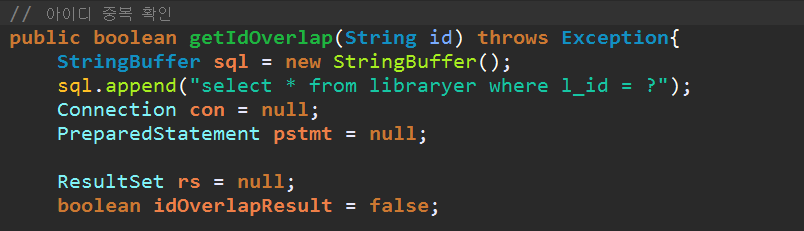 // 아이디 중복 확인
public boolean getIdOverlap(String id) throws Exception{
StringBuffer sql = new StringBuffer();
sql.append("select * from libraryer where l_id = ?");
Connection con = null;
PreparedStatement pstmt = null;
ResultSet rs = null;
boolean idOverlapResult = false;